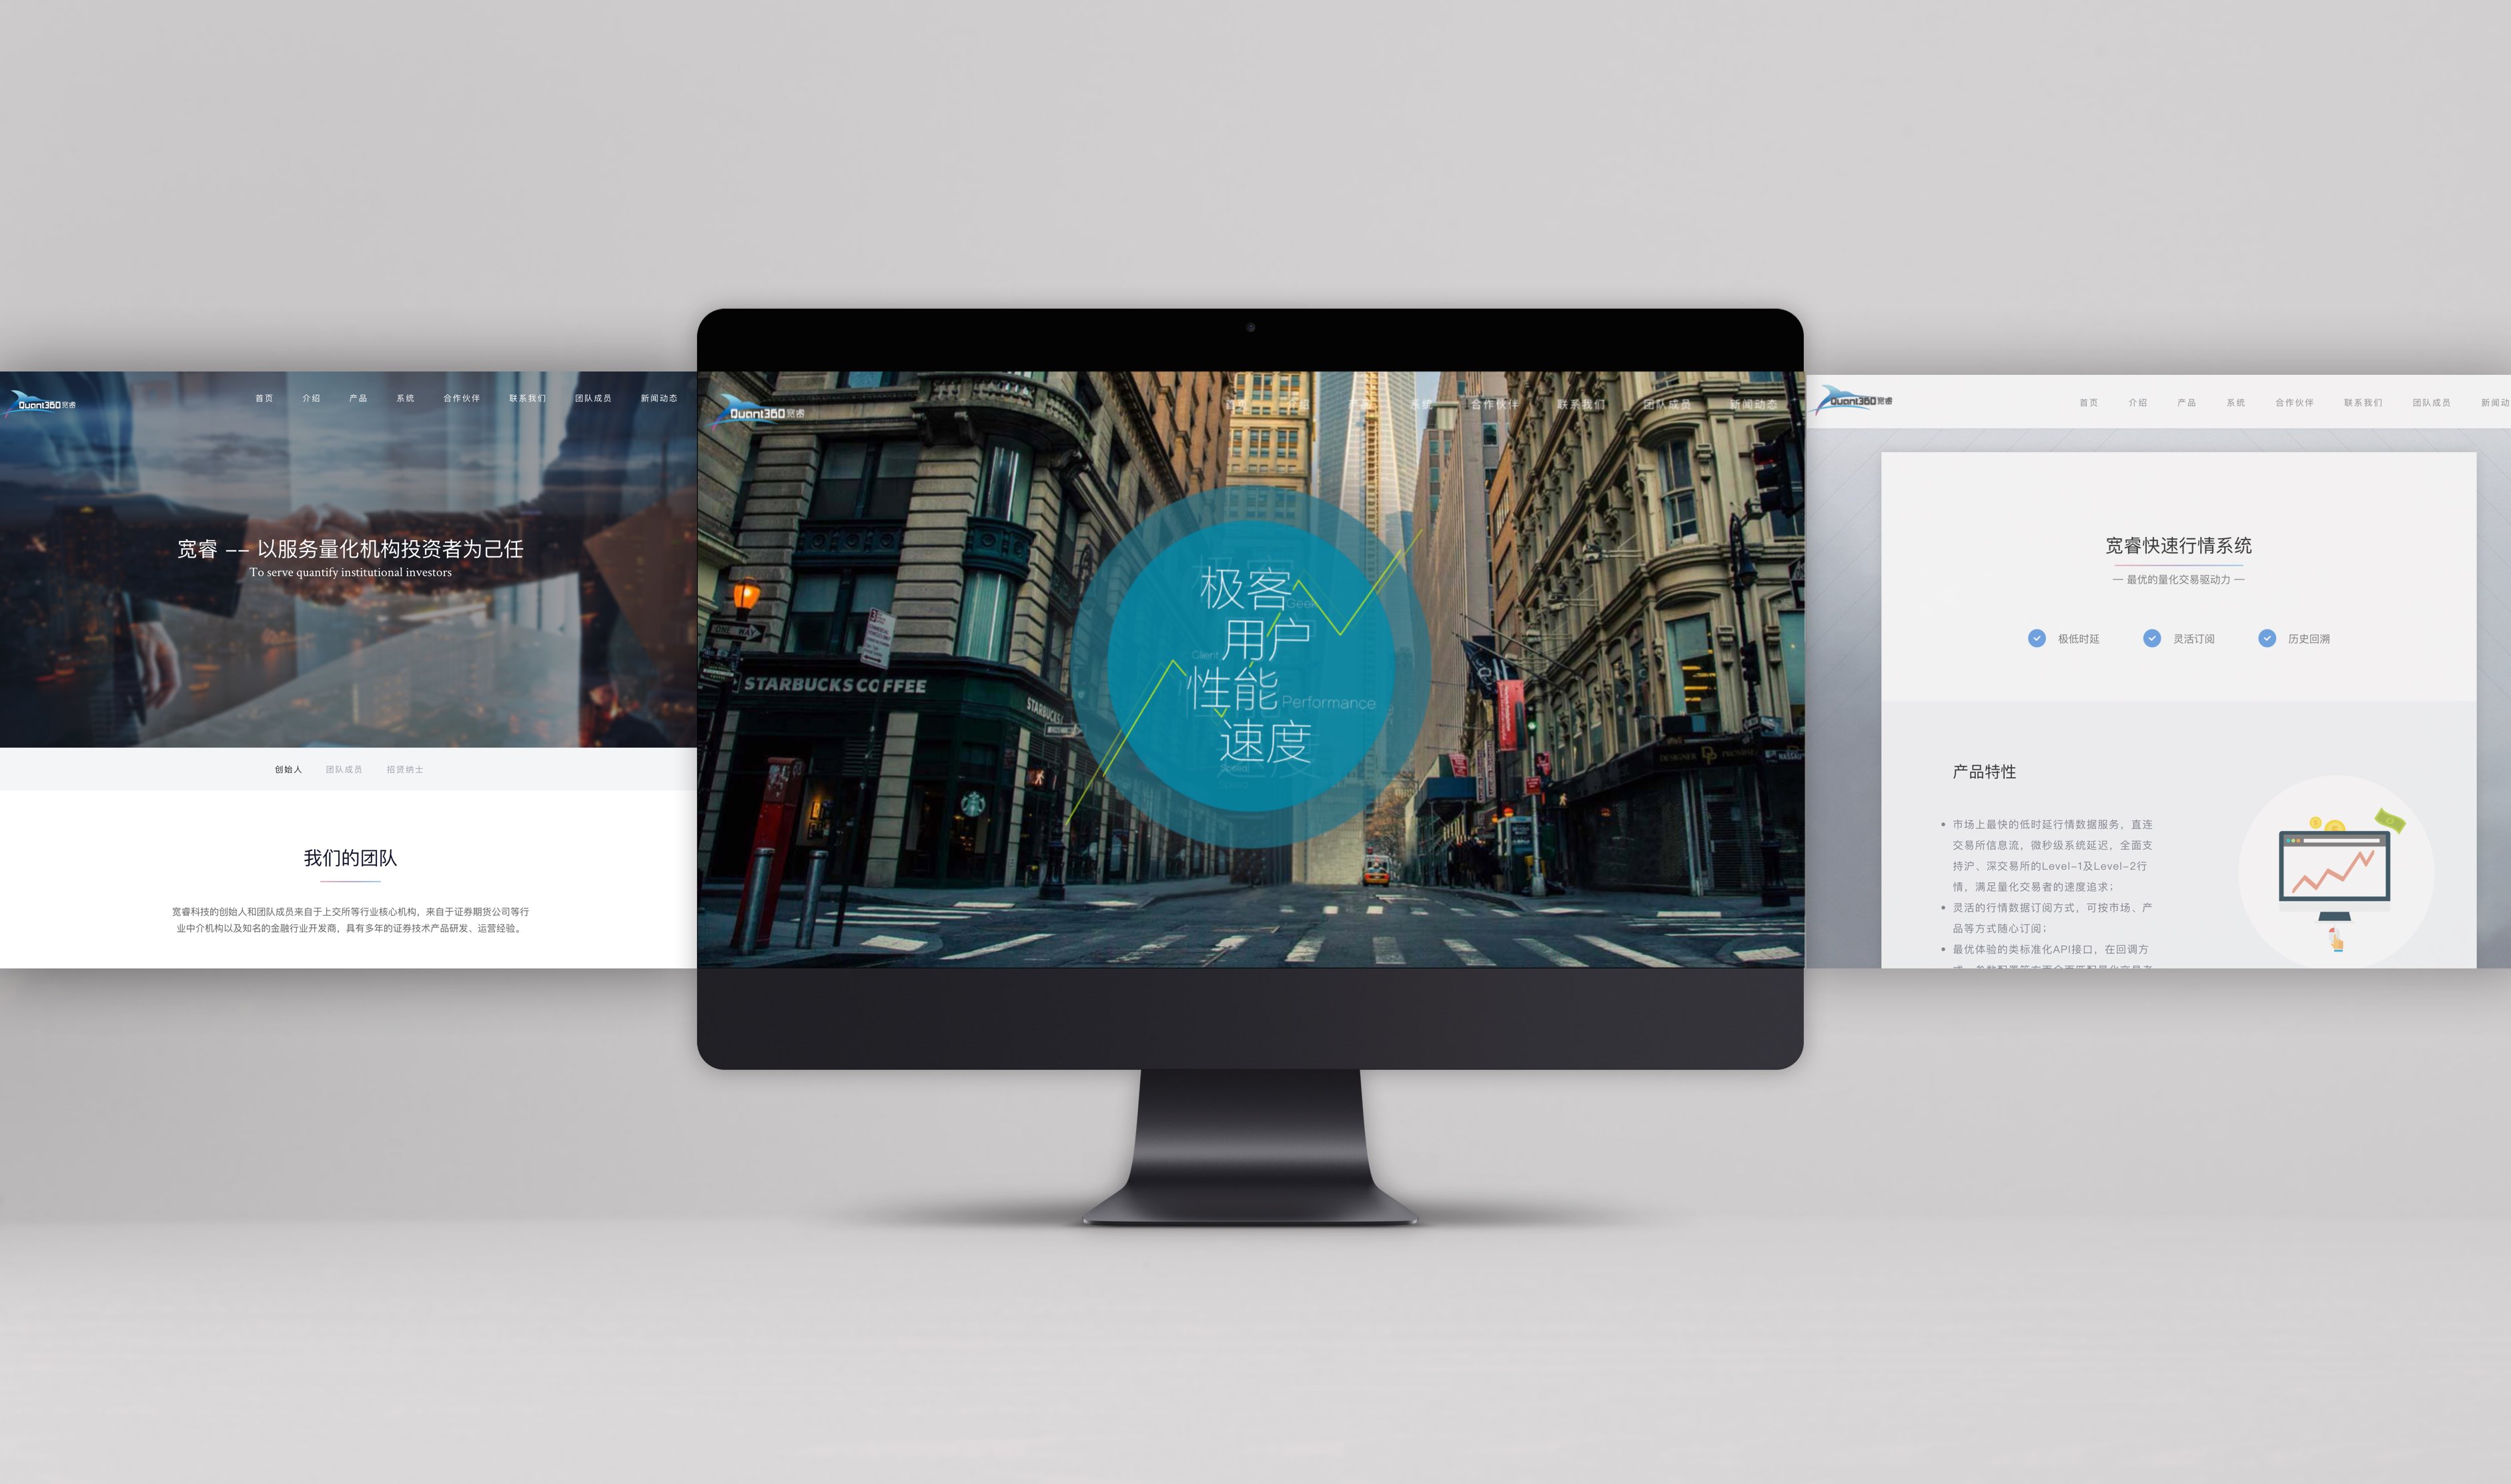 Quant360宽睿
首页 介绍 产品 系统 合作伙伴 联系我们 团队成员 新闻动态
宽睿 -- 以服务量化机构投资者为己任
To serve quantify institutional investors
创始人 团队成员 招贤纳士
我们的团队
宽睿科技的创始人和团队成员来自于上交所等行业核心机构，来自于证券期货公司等行
业中介机构以及知名的金融行业开发商，具有多年的证券技术产品研发、运营经验。
Quant360宽睿
系统 合作伙伴 联系我们 团队成员 新闻动态
极客
Geek
用户
Client
性能
Performance
速度
Speed
ONE WAY
STARBUCKS COFFEE
STARBUCKS
Quant360宽睿
首页 介绍 产品 系统 合作伙伴 联系我们 团队成员 新闻动
宽睿快速行情系统
— 最优的量化交易驱动力 —
极低时延 灵活订阅 历史回溯
产品特性
• 市场上最快的低时延行情数据服务，直连
交易所信息流，微秒级系统延迟，全面支
持沪、深交易所的Level-1及Level-2行
情，满足量化交易者的速度追求；
• 灵活的行情数据订阅方式，可按市场、产
品等方式随心订阅；
• 最优体验的类标准化API接口，在回调方